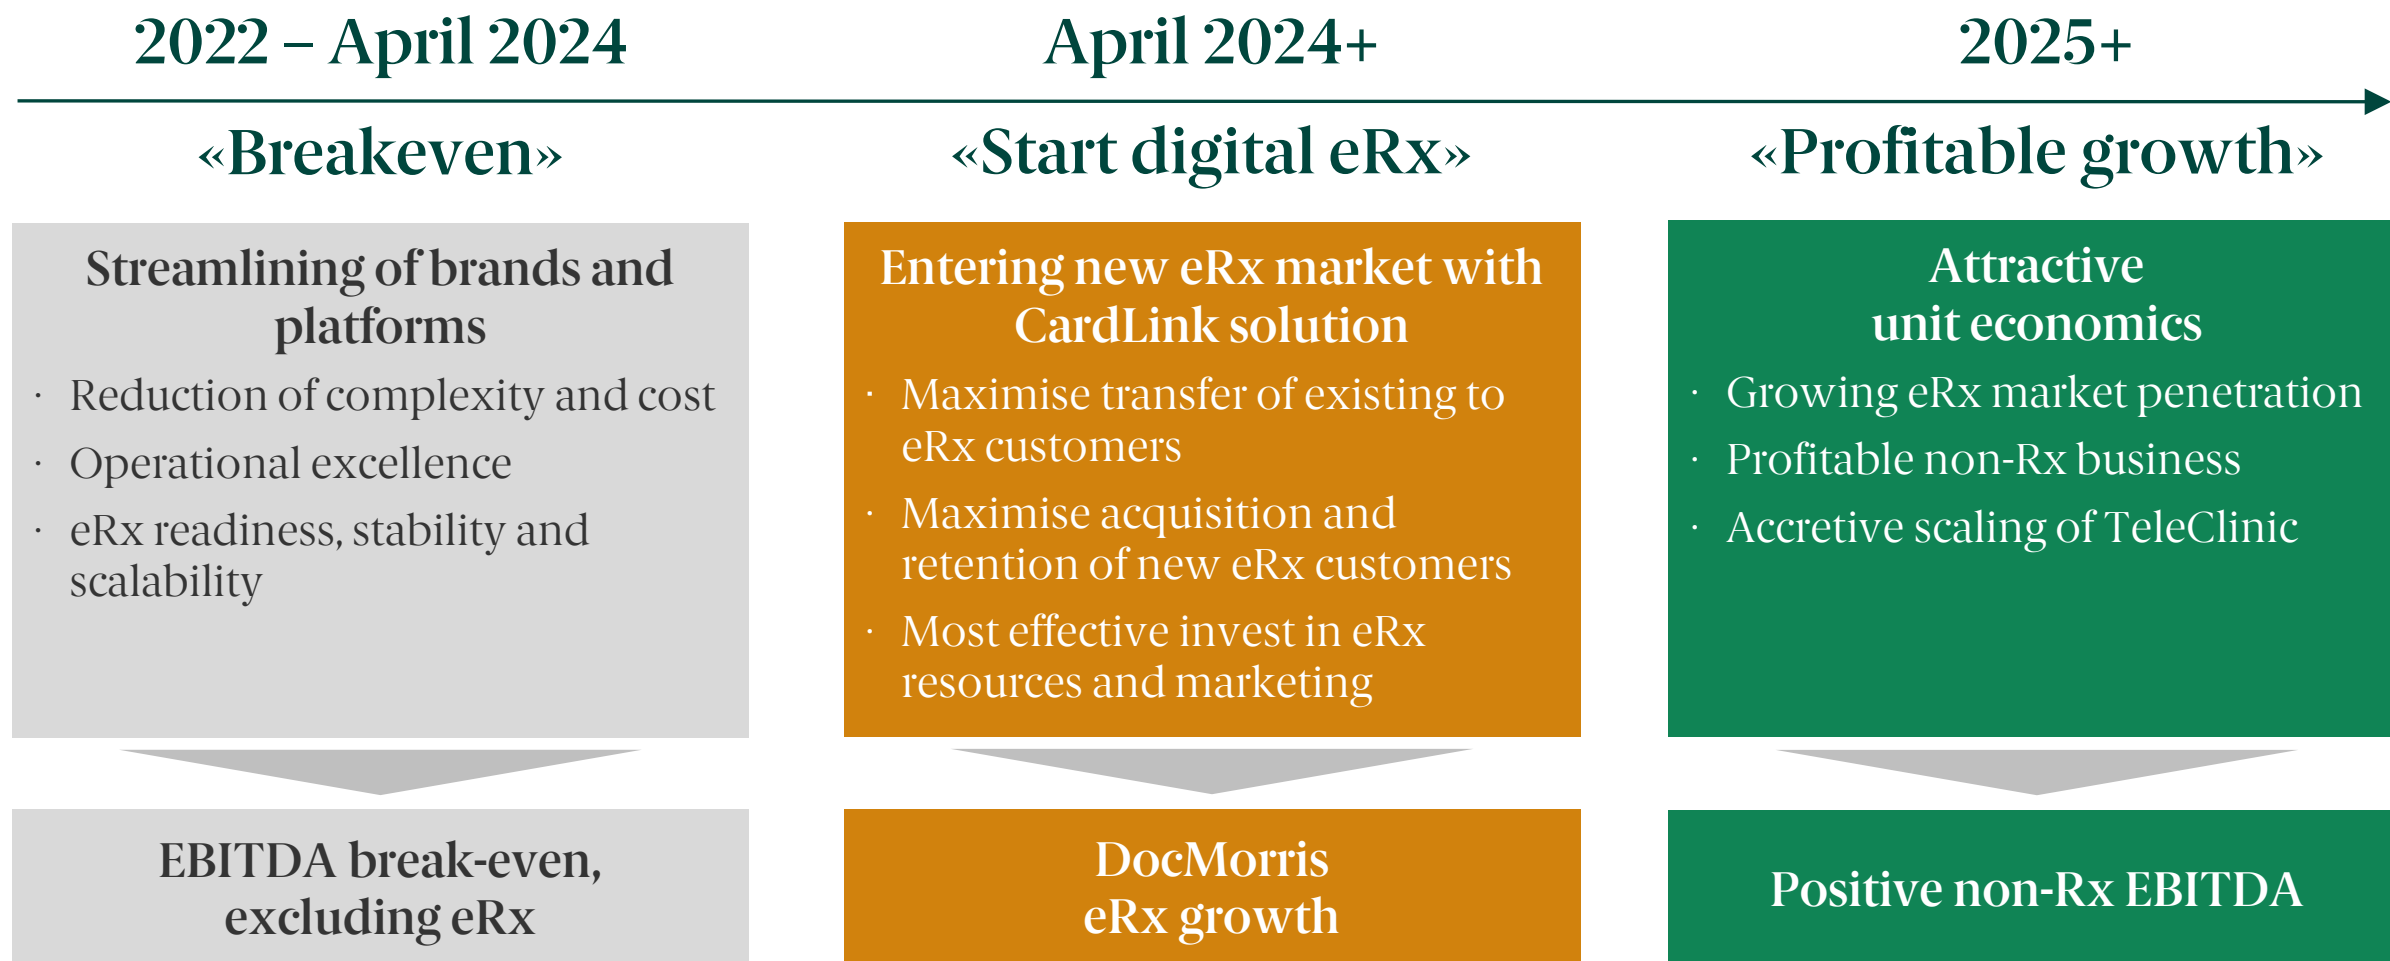 2022 – April 2024
April 2024+
2025+
«Breakeven»
«Start digital eRx»
«Profitable growth»
Streamlining of brands and
platforms
· Reduction of complexity and cost
· Operational excellence
· eRx readiness, stability and
scalability
Entering new eRx market with
CardLink solution
· Maximise transfer of existing to
eRx customers
· Maximise acquisition and
retention of new eRx customers
· Most effective invest in eRx
resources and marketing
Attractive
unit economics
· Growing eRx market penetration
· Profitable non-Rx business
· Accretive scaling of TeleClinic
EBITDA break-even,
excluding eRx
DocMorris
eRx growth
Positive non-Rx EBITDA